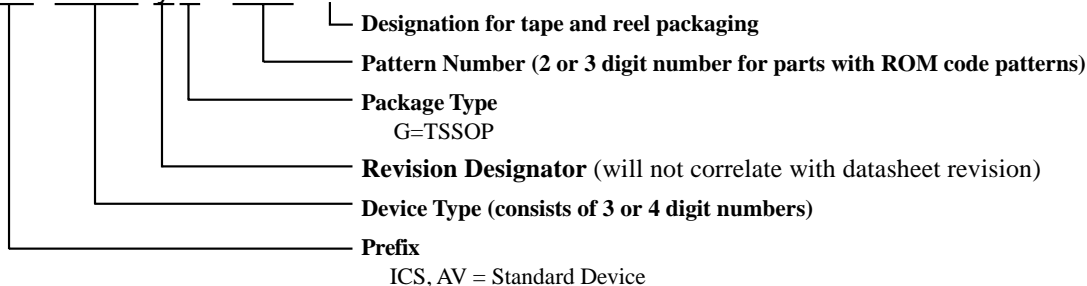 Designation for tape and reel packaging
Pattern Number (2 or 3 digit number for parts with ROM code patterns)
Package Type
G=TSSOP
Revision Designator (will not correlate with datasheet revision)
Device Type (consists of 3 or 4 digit numbers)
Prefix
ICS, AV = Standard Device